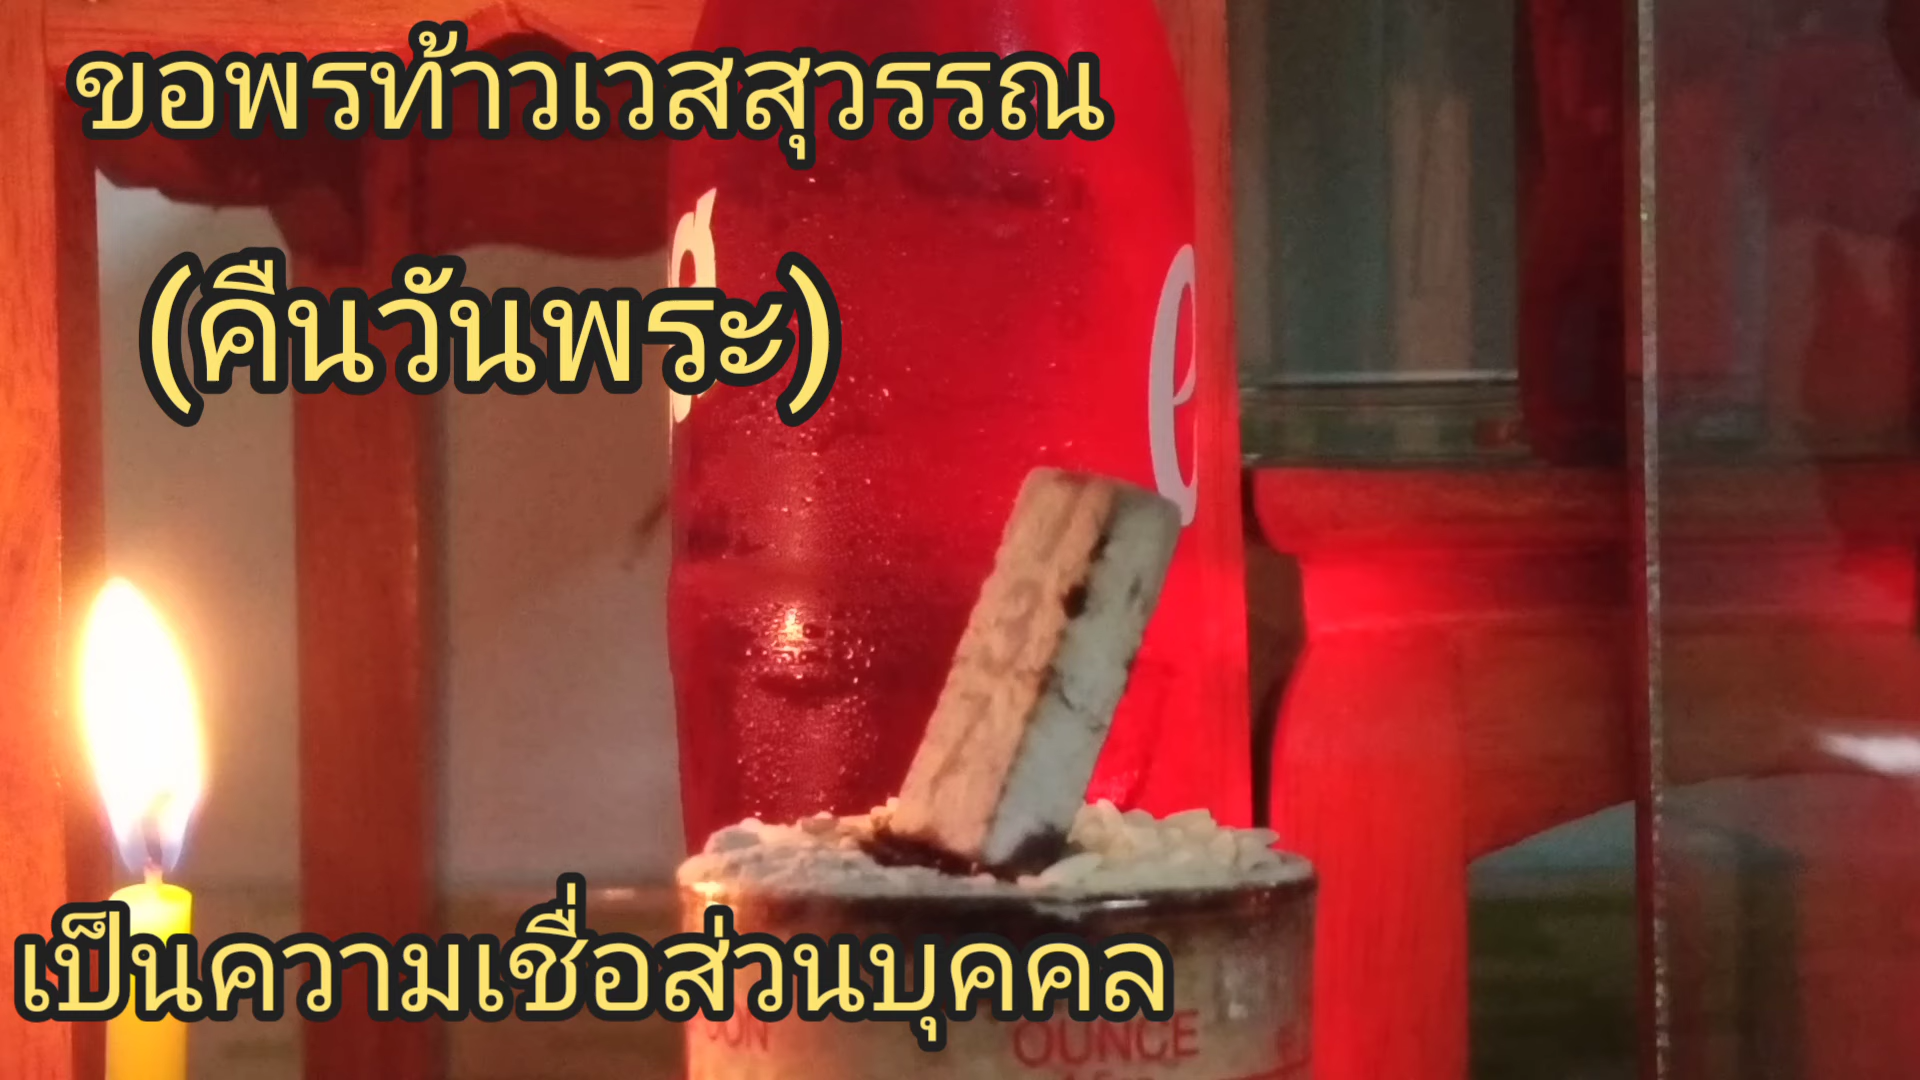 ขอพรท้าวเวสสุวรรณ
(คืนวันพระ)
e
เป็นความเชื่อส่วนบุคคล
OUNCE